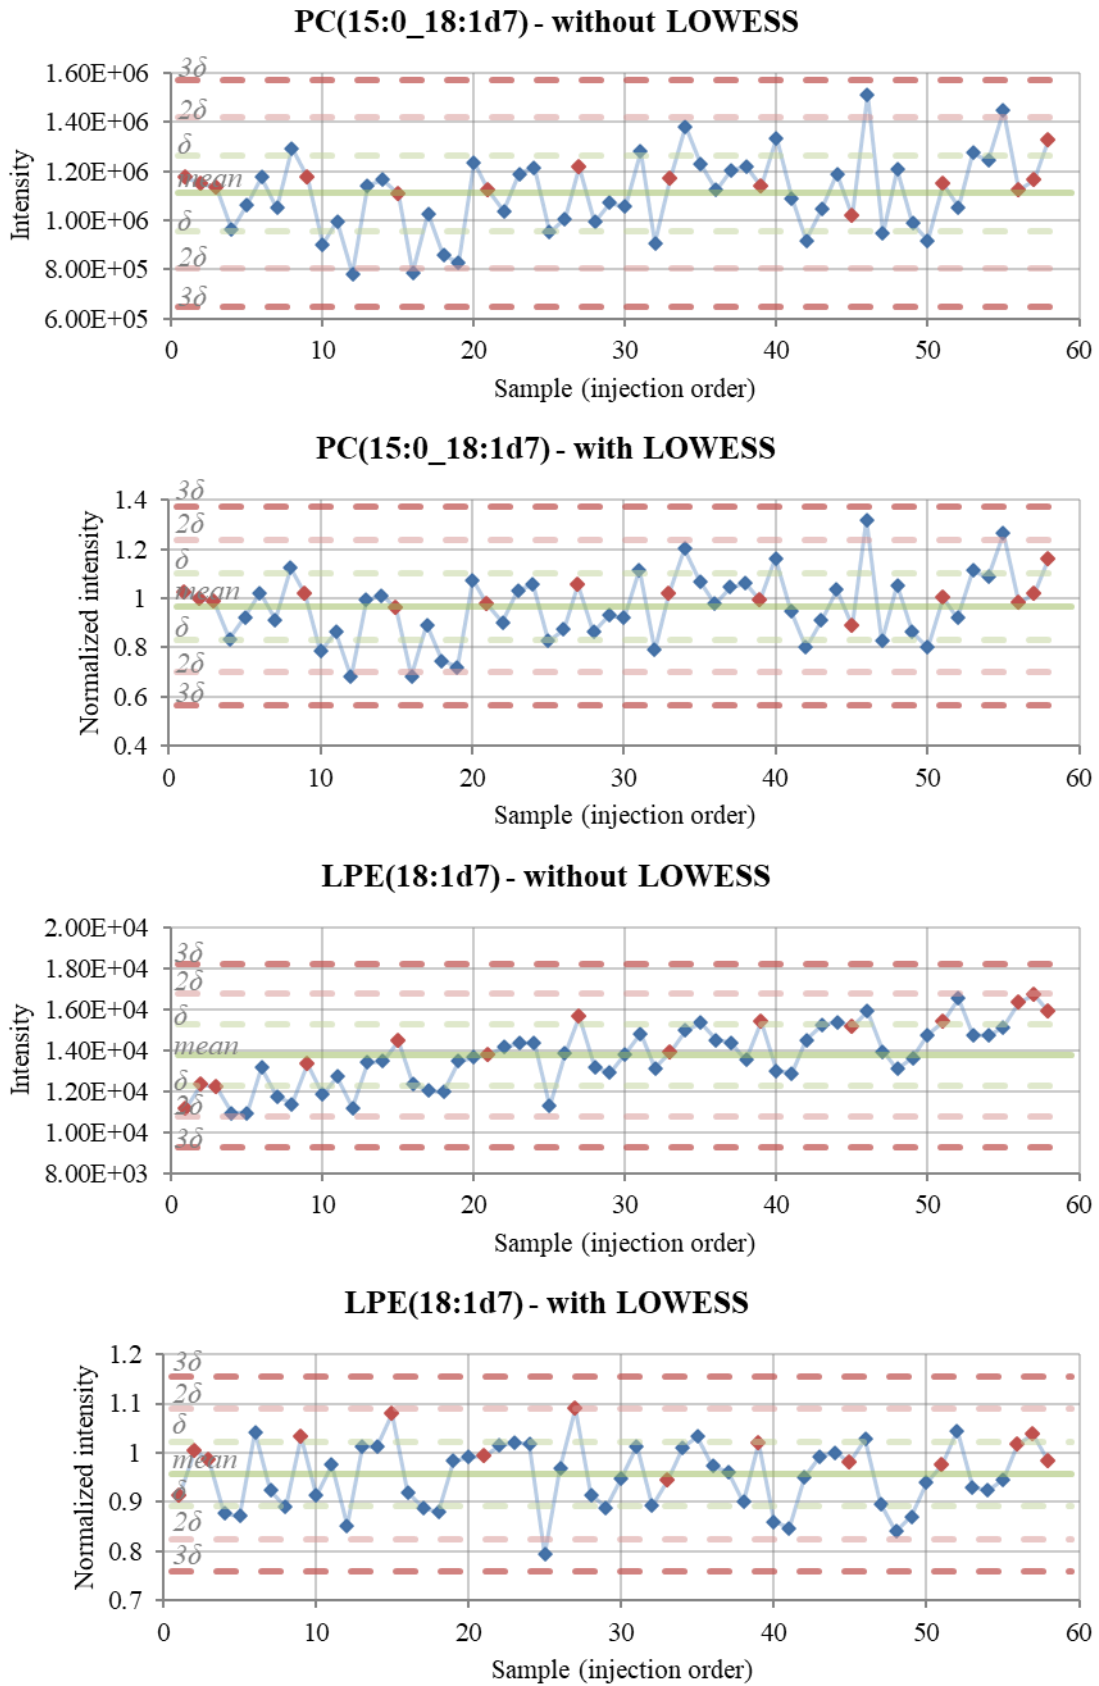 PC(15:0_18:1d7) - without LOWESS
1.60E+06
1.40E+06
1.20E+06
1.00E+06
8.00E+05
6.00E+05
Intensity
3δ
2δ
δ
mean
δ
2δ
3δ
0 10 20 30 40 50 60
Sample (injection order)
PC(15:0_18:1d7) - with LOWESS
1.4
1.2
1
0.8
0.6
0.4
Normalized intensity
3δ
2δ
δ
mean
δ
2δ
3δ
0 10 20 30 40 50 60
Sample (injection order)
LPE(18:1d7) - without LOWESS
2.00E+04
1.80E+04
1.60E+04
1.40E+04
1.20E+04
1.00E+04
8.00E+03
Intensity
3δ
2δ
δ
mean
δ
2δ
3δ
0 10 20 30 40 50 60
Sample (injection order)
LPE(18:1d7) - with LOWESS
1.2
1.1
1
0.9
0.8
0.7
Normalized intensity
3δ
2δ
δ
mean
δ
2δ
3δ
0 10 20 30 40 50 60
Sample (injection order)